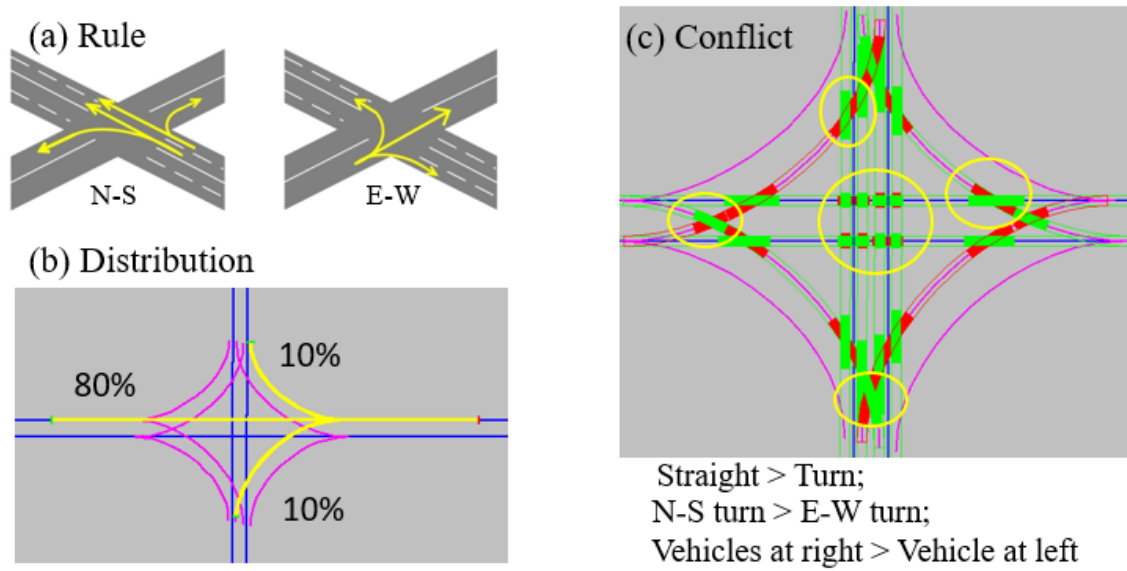 (a) Rule
N-S
E-W
(b) Distribution
10%
80%
10%
(c) Conflict
Straight > Turn;
N-S turn > E-W turn;
Vehicles at right > Vehicle at left